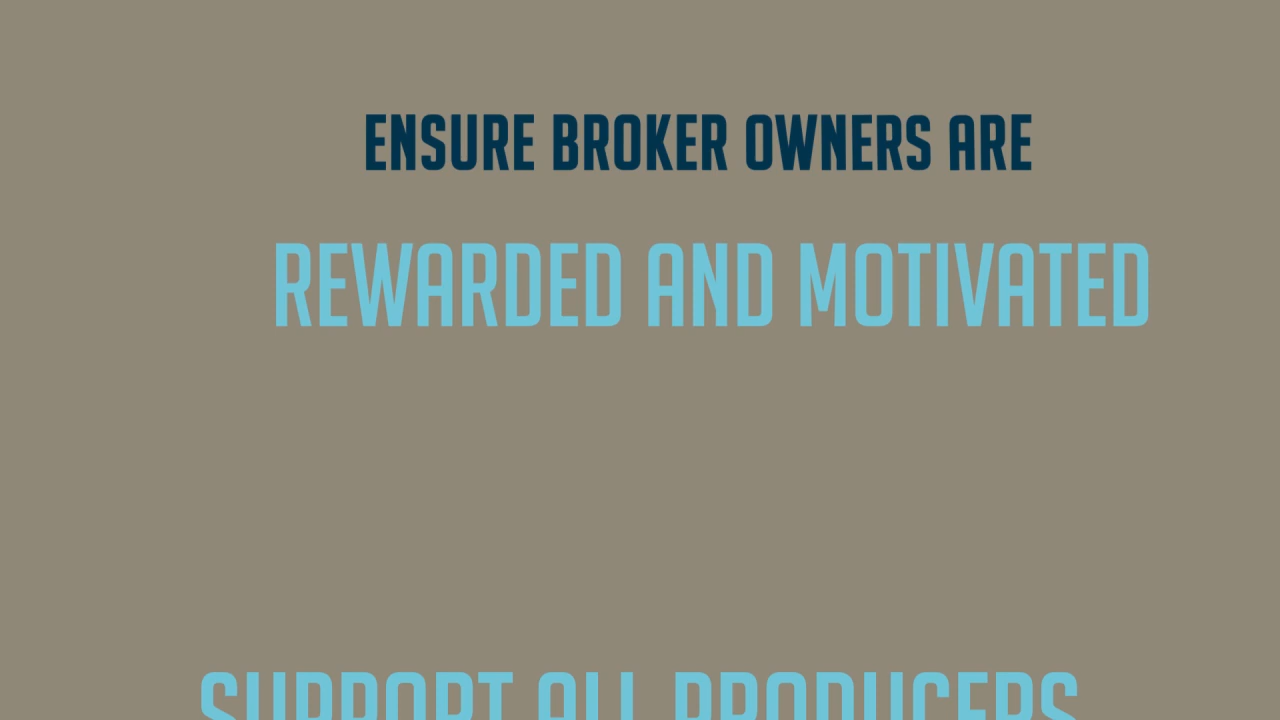 ENSURE BROKER OWNERS ARE
REWARDED AND MOTIVATED
SUPPORT ALL PRODUCERS